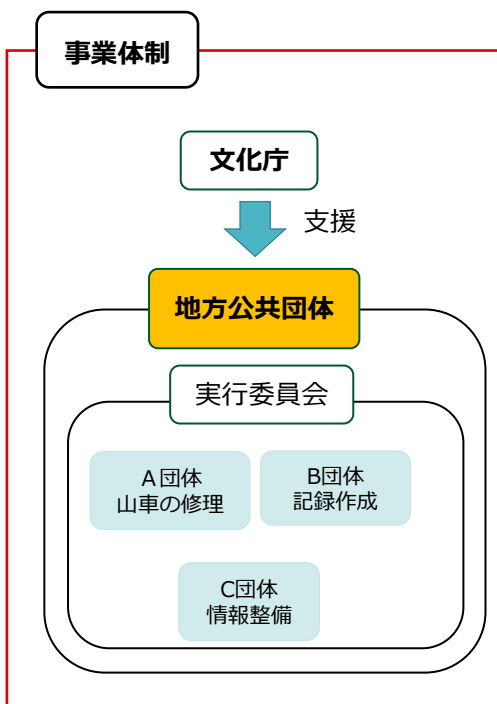 事業体制
文化庁
支援
地方公共団体
実行委員会
A団体
山車の修理
B団体
記録作成
C団体
情報整備